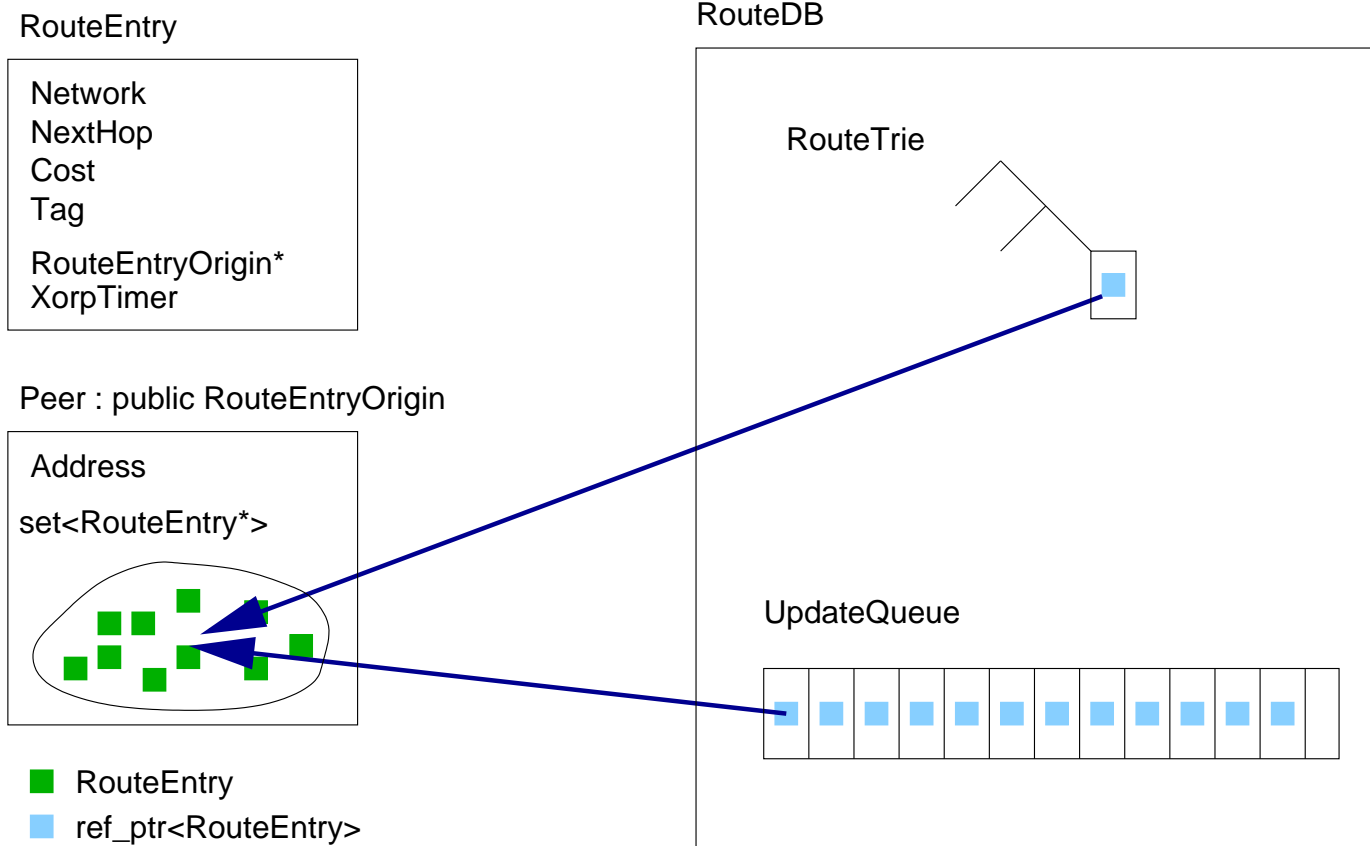 RouteEntry
Network
NextHop
Cost
Tag
RouteEntryOrigin*
XorpTimer
Peer : public RouteEntryOrigin
Address
set<RouteEntry*>
RouteEntry
ref_ptr<RouteEntry>
RouteDB
RouteTrie
UpdateQueue